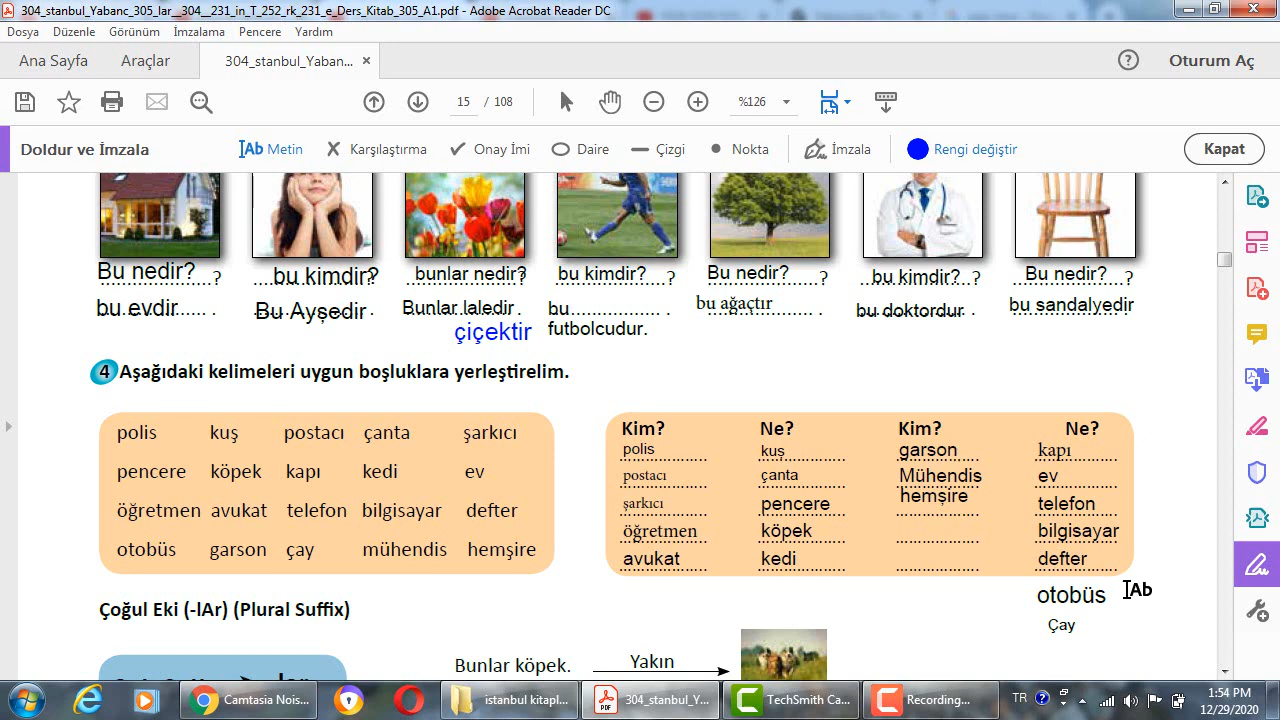 304_stanbul_Yabanc_305_lar__304__231_in_T_252_rk_231_e_Ders_Kitab_305_A1.pdf - Adobe Acrobat Reader DC
Dosya Düzenle Görünüm İmzalama Pencere Yardım
Ana Sayfa Araçlar 304_stanbul_Yaban... × ? Oturum Aç
15 / 108 %126
Doldur ve İmzala Ab Metin Karşılaştırma Onay İmi Daire Çizgi Nokta İmzala Rengi değiştir Kapat
Bu nedir? ......? bu kimdir? ......? bunlar nedir? ......? bu kimdir? ......? Bu nedir? ......? bu kimdir? ......? Bu nedir? ......?
bu evdir ...... . Bu Ayşedir ...... . Bunlar laledir ...... . bu ...... . bu ağaçtır ...... . bu doktordur ...... . bu sandalyedir ...... .
çiçektir futbolcudur.
4 Aşağıdaki kelimeleri uygun boşluklara yerleştirelim.
polis kuş postacı çanta şarkıcı
pencere köpek kapı kedi ev
öğretmen avukat telefon bilgisayar defter
otobüs garson çay mühendis hemşire
Kim? Ne? Kim? Ne?
polis kuş garson kapı
postacı çanta Mühendis ev
şarkıcı pencere hemşire telefon
öğretmen köpek ...... bilgisayar
avukat kedi ...... defter
otobüs Ab
Çay
Çoğul Eki (-lAr) (Plural Suffix)
Bunlar köpek. Yakın
Camtasia Nois... istanbul kitapl... 304_stanbul_Y... TechSmith Ca... Recording... TR 1:54 PM
12/29/2020